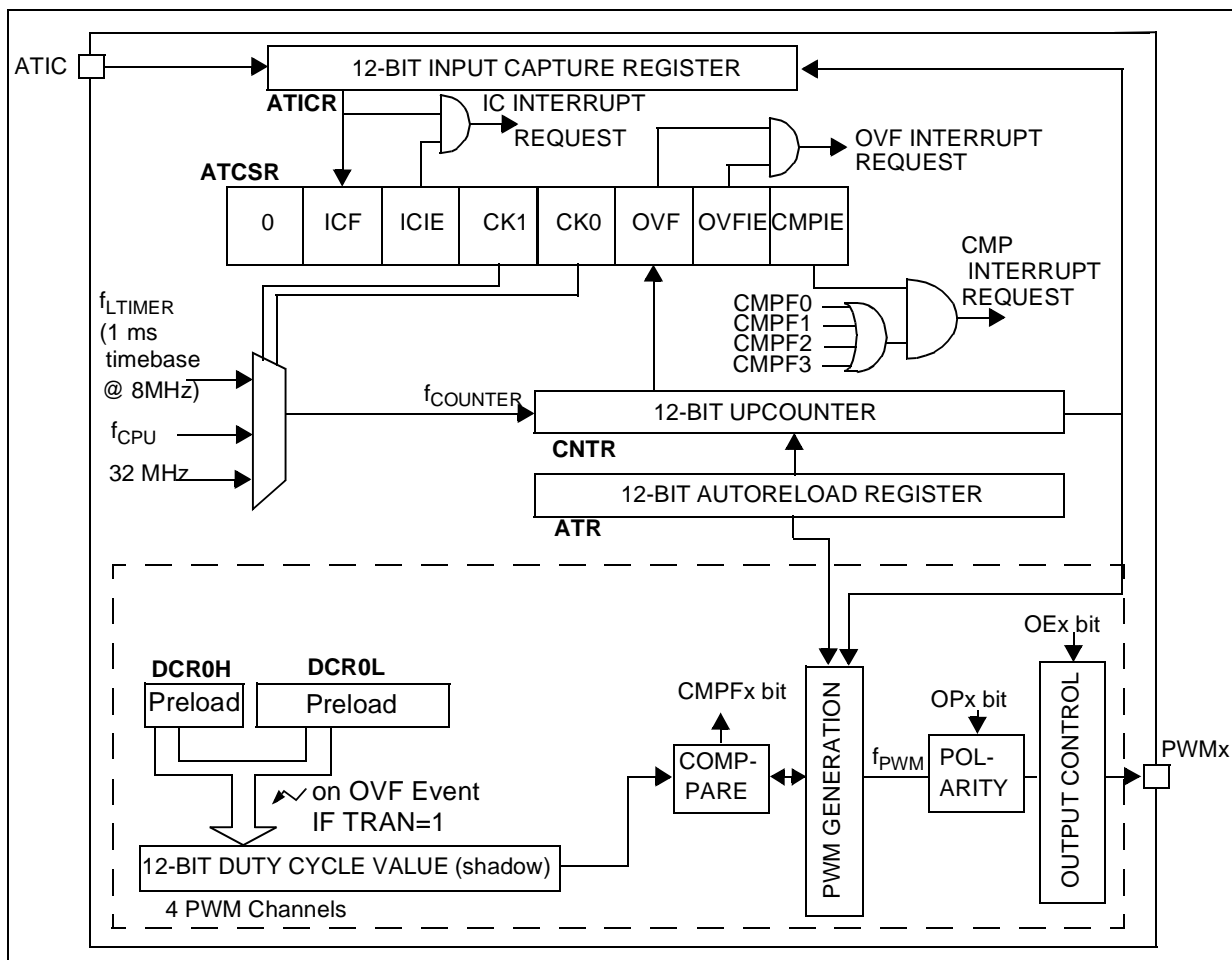 ATIC
12-BIT INPUT CAPTURE REGISTER
ATICR
IC INTERRUPT
REQUEST
OVF INTERRUPT
REQUEST
ATCSR
0 ICF ICIE CK1 CK0 OVF OVFIE CMPIE
CMP
INTERRUPT
REQUEST
CMPF0
CMPF1
CMPF2
CMPF3
fLTIMER
(1 ms
timebase
@ 8MHz)
fCPU
32 MHz
fCOUNTER
12-BIT UPCOUNTER
CNTR
12-BIT AUTORELOAD REGISTER
ATR
OEx bit
DCR0H DCR0L
Preload Preload
CMPFx bit
OPx bit
COMP-
PARE
PWM GENERATION
fPWM
POL-
ARITY
OUTPUT CONTROL
PWMx
on OVF Event
IF TRAN=1
12-BIT DUTY CYCLE VALUE (shadow)
4 PWM Channels